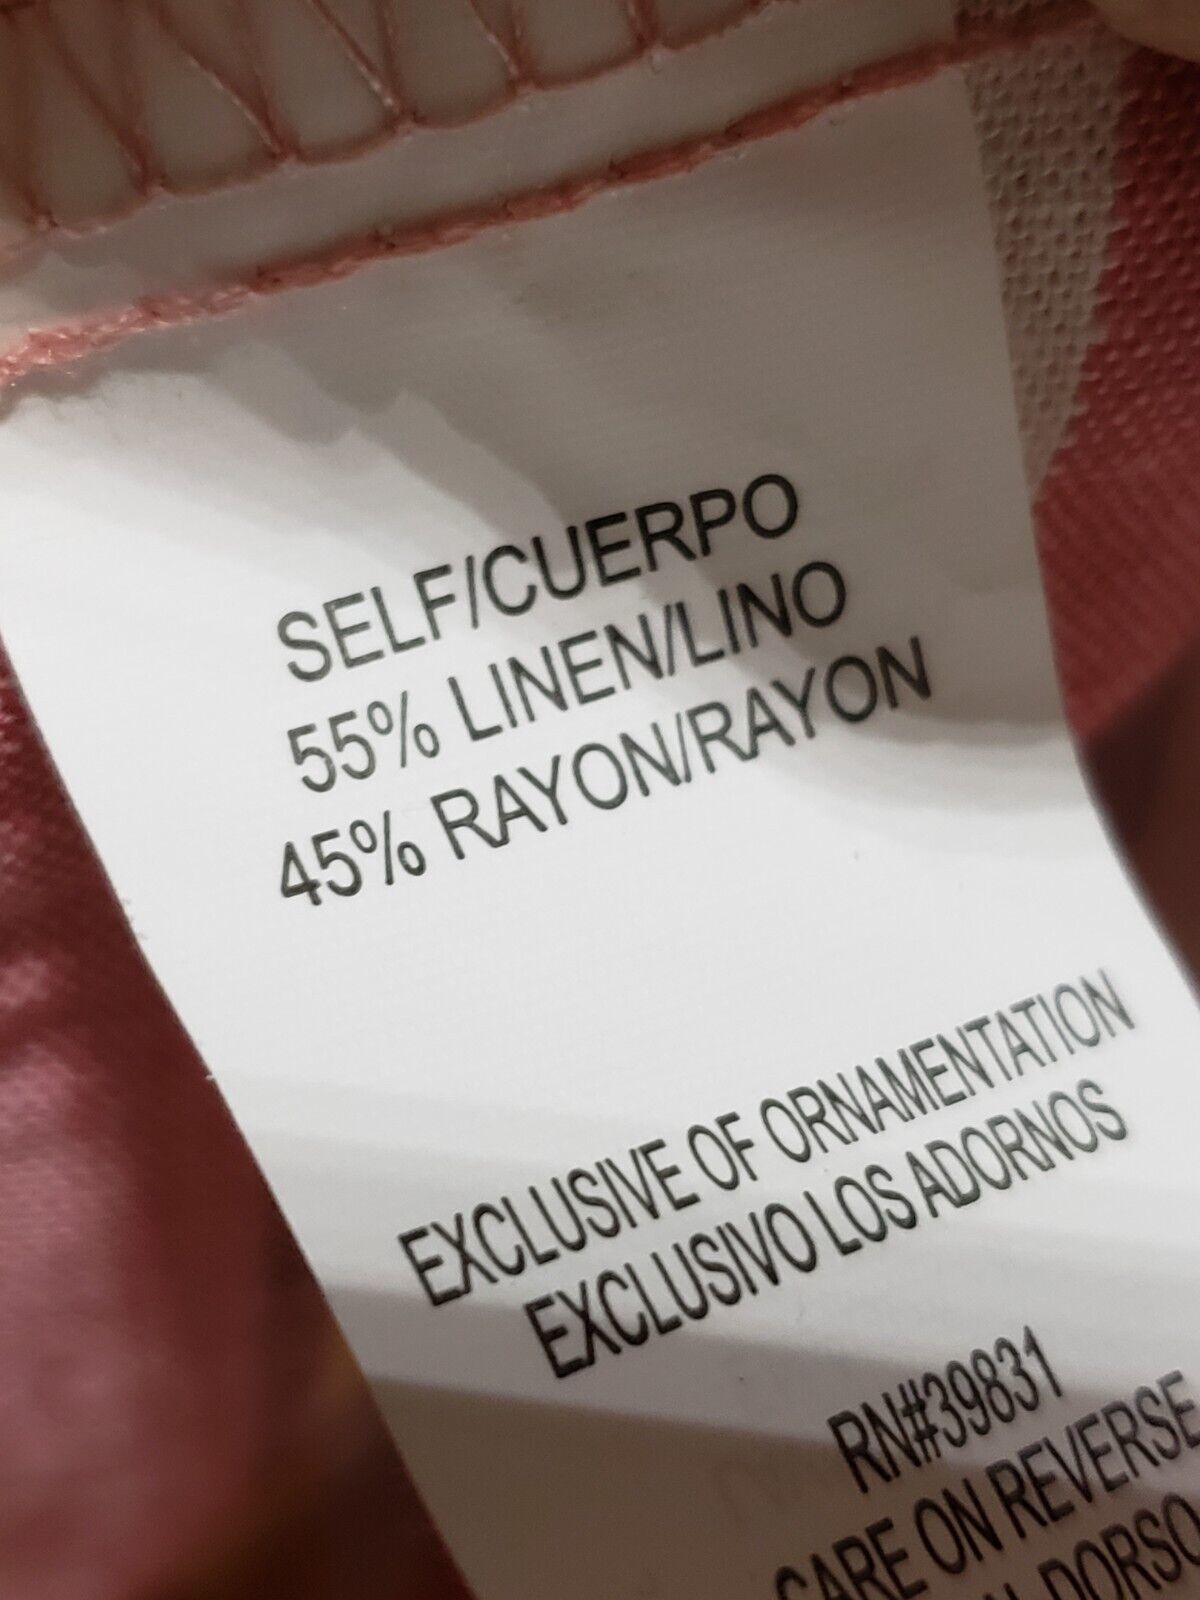 SELF/CUERPO
55% LINEN/LINO
45% RAYON/RAYON
EXCLUSIVE OF ORNAMENTATION
EXCLUSIVO LOS ADORNOS
RN#39831
CARE ON REVERSE
DORSO